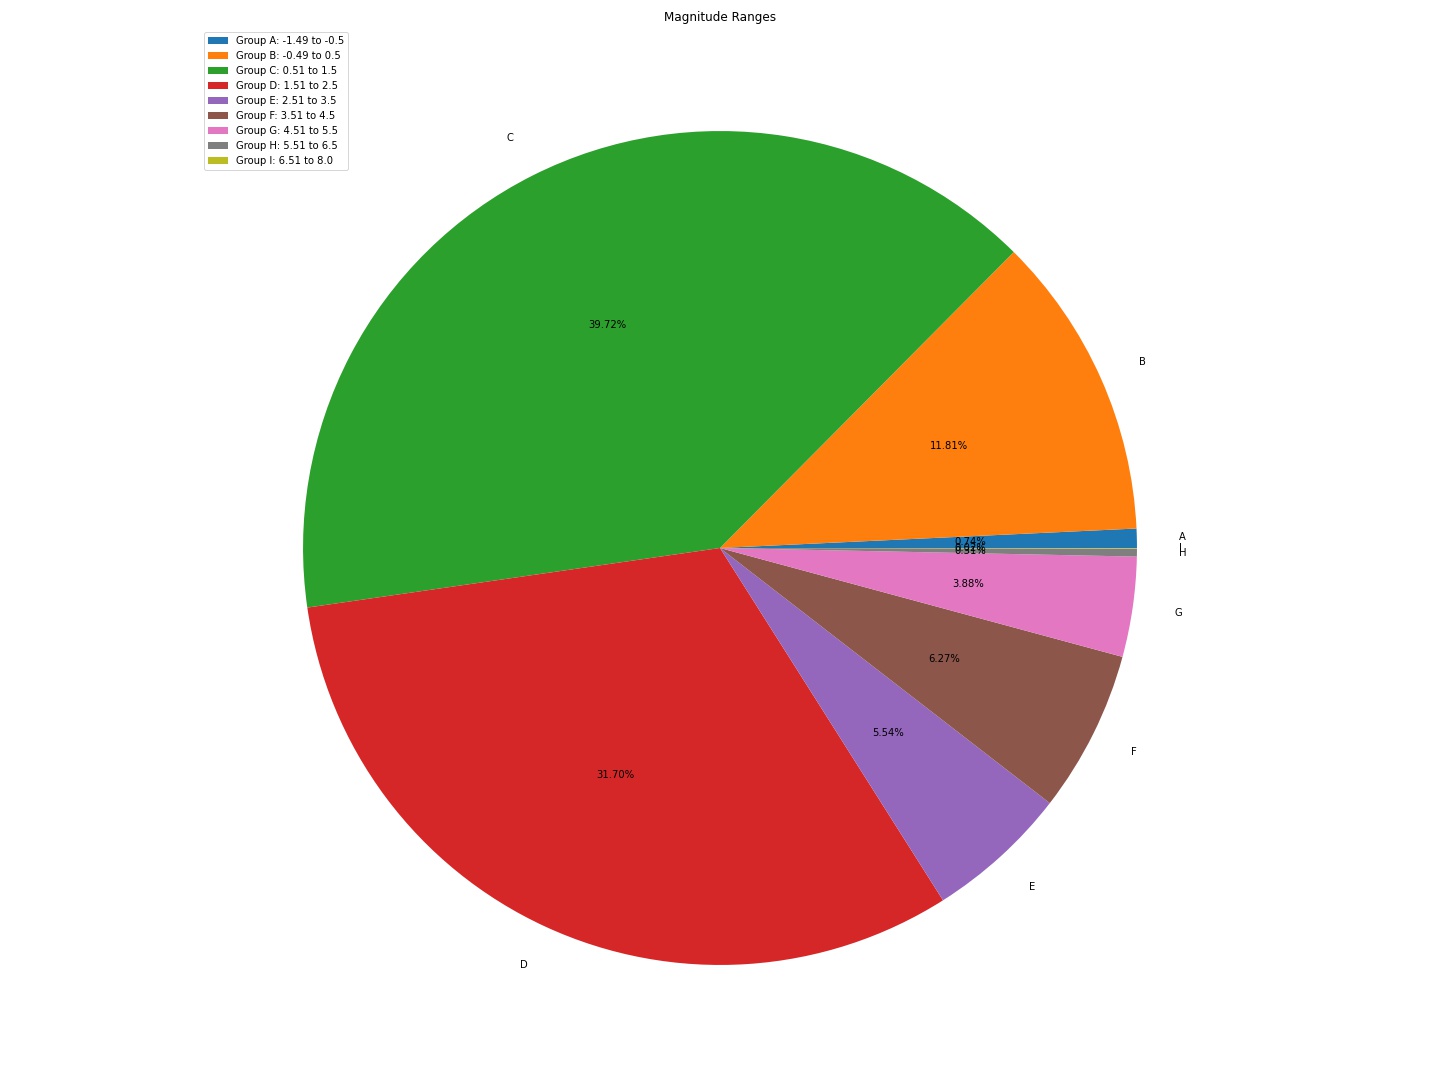 Magnitude Ranges
Group A: -1.49 to -0.5
Group B: -0.49 to 0.5
Group C: 0.51 to 1.5
Group D: 1.51 to 2.5
Group E: 2.51 to 3.5
Group F: 3.51 to 4.5
Group G: 4.51 to 5.5
Group H: 5.51 to 6.5
Group I: 6.51 to 8.0
C
39.72%
B
11.81%
A
0.74%
I
H
3.88%
G
6.27%
F
5.54%
E
31.70%
D